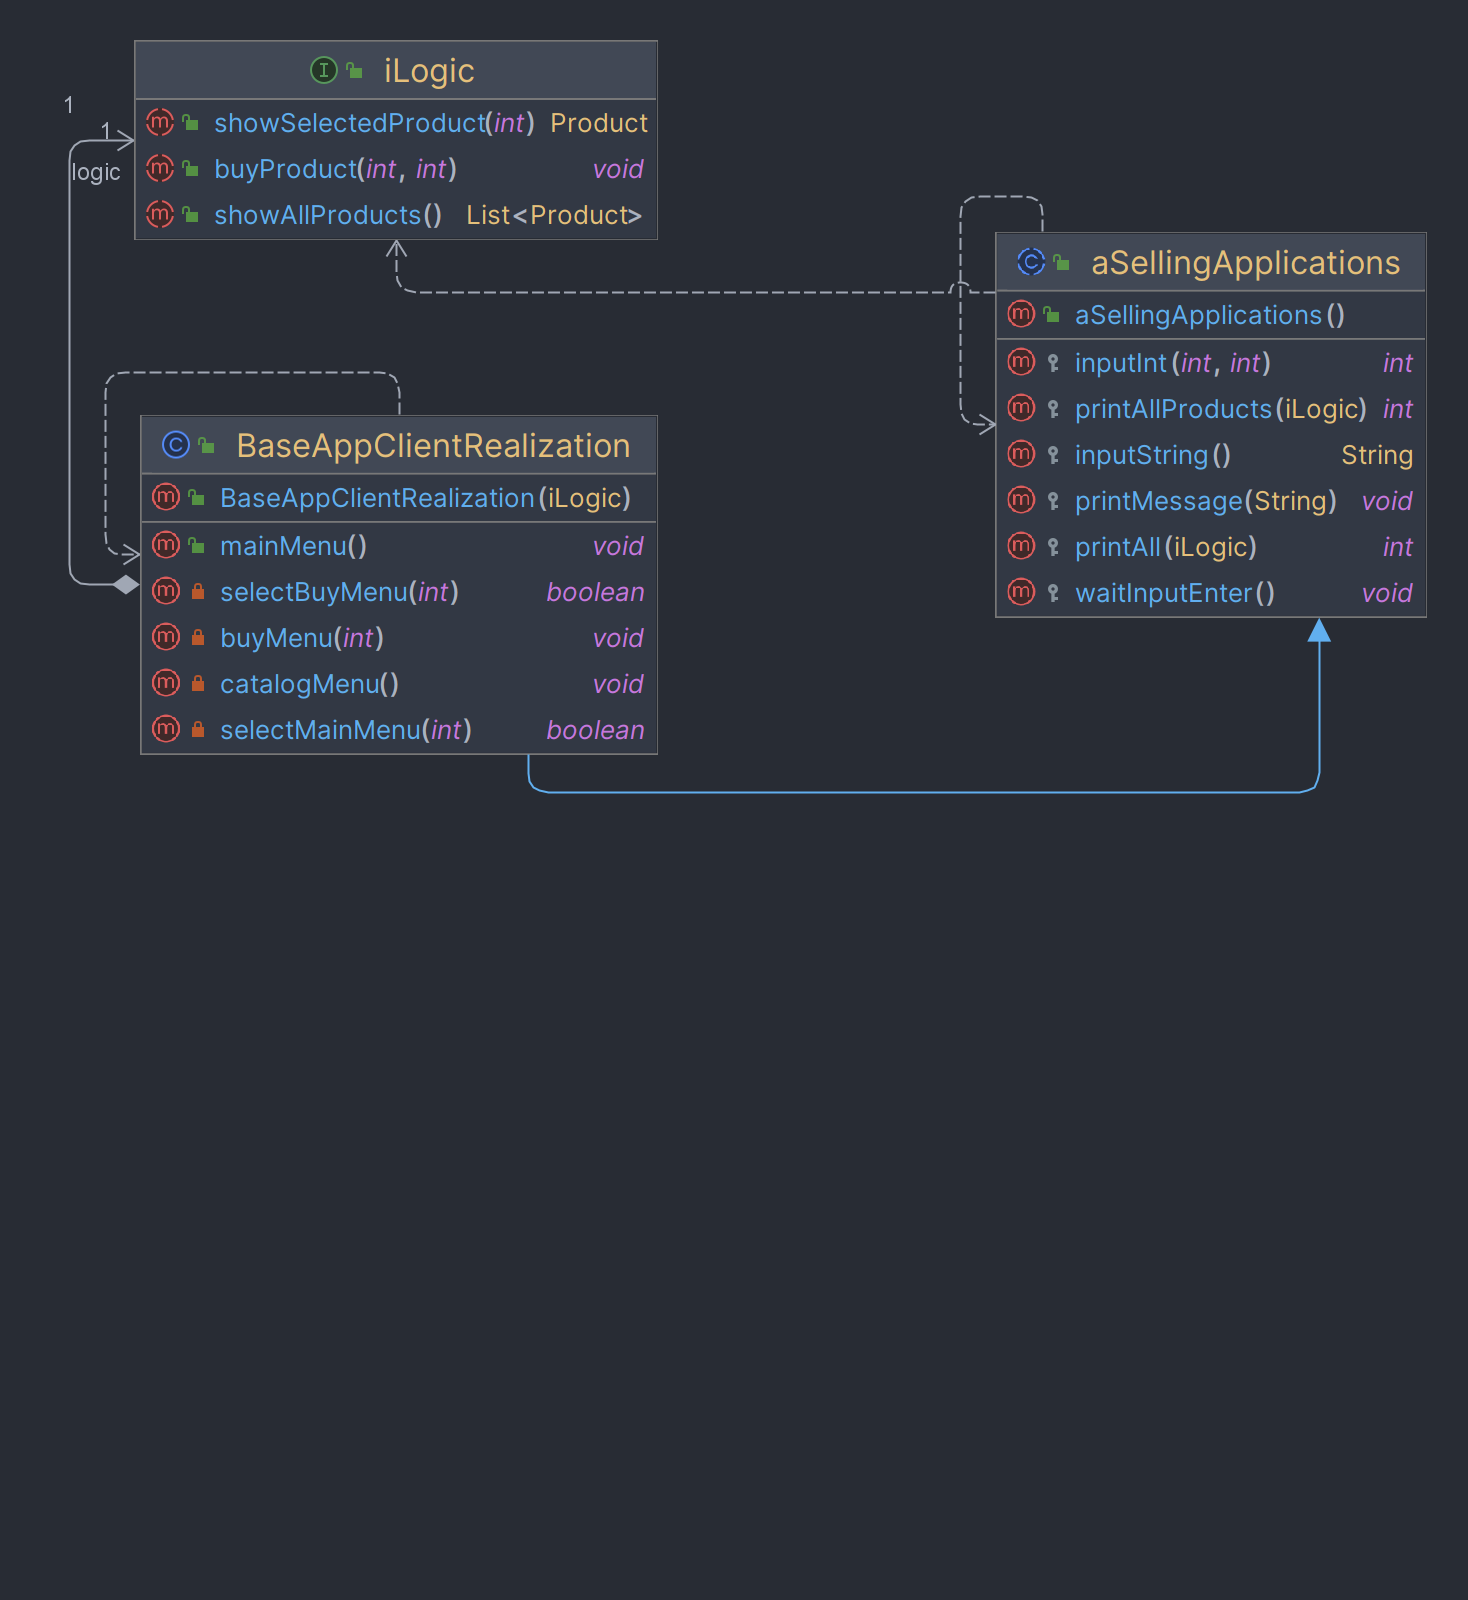 iLogic
showSelectedProduct(int) Product
buyProduct(int, int) void
showAllProducts() List<Product>
1
1
logic
aSellingApplications
aSellingApplications()
inputInt(int, int) int
printAllProducts(iLogic) int
inputString() String
printMessage(String) void
printAll(iLogic) int
waitInputEnter() void
BaseAppClientRealization
BaseAppClientRealization(iLogic)
mainMenu() void
selectBuyMenu(int) boolean
buyMenu(int) void
catalogMenu() void
selectMainMenu(int) boolean